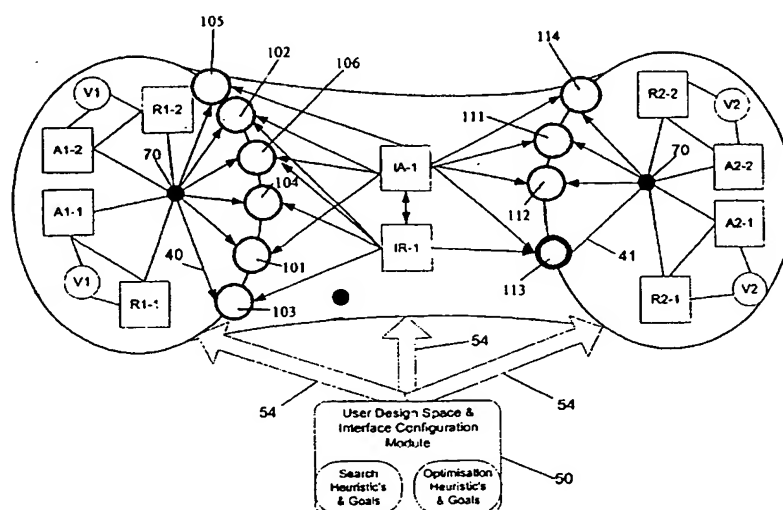 105
102
106
114
V1
R1-2
111
R2-2
V2
70
A1-2
IA-1
70
A2-2
104
112
A1-1
A2-1
40
IR-1
41
101
V1
R1-1
113
R2-1
V2
103
54
54
54
User Design Space &
Interface Configuration
Module
50
Search
Heuristic's
& Goals
Optimisation
Heuristic's
& Goals